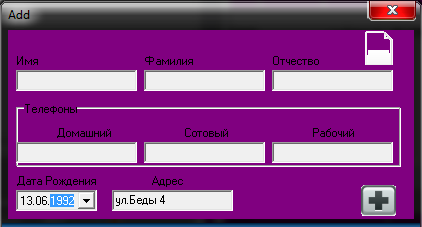 Add
Имя Фамилия Отчество
Телефоны
Домашний Сотовый Рабочий
Дата Рождения Адрес
13.06.1992 ул.Беды 4